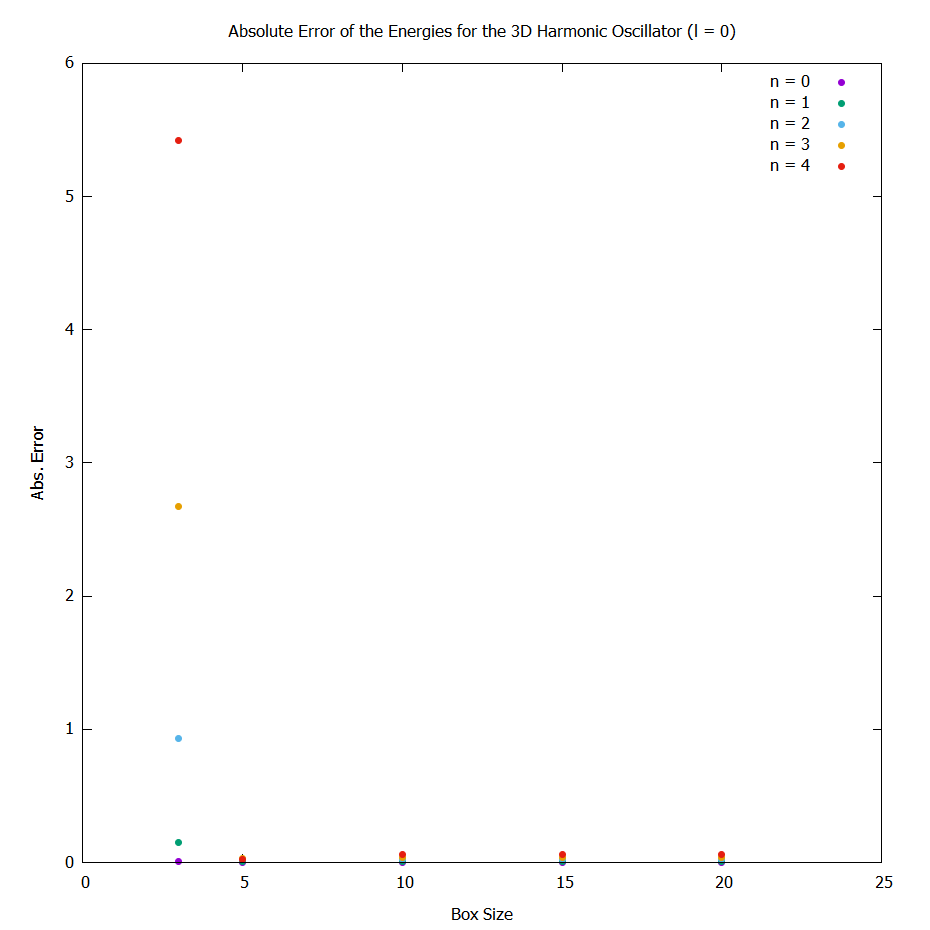 Absolute Error of the Energies for the 3D Harmonic Oscillator (l = 0)
6
5
4
3
2
1
0
Abs. Error
n = 0
n = 1
n = 2
n = 3
n = 4
0 5 10 15 20 25
Box Size